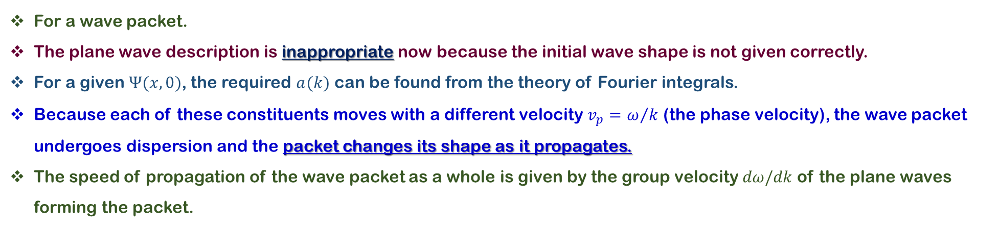 ❖ For a wave packet.
❖ The plane wave description is inappropriate now because the initial wave shape is not given correctly.
❖ For a given Ψ(x, 0), the required a(k) can be found from the theory of Fourier integrals.
❖ Because each of these constituents moves with a different velocity vₚ = ω/k (the phase velocity), the wave packet
undergoes dispersion and the packet changes its shape as it propagates.
❖ The speed of propagation of the wave packet as a whole is given by the group velocity dω/dk of the plane waves
forming the packet.